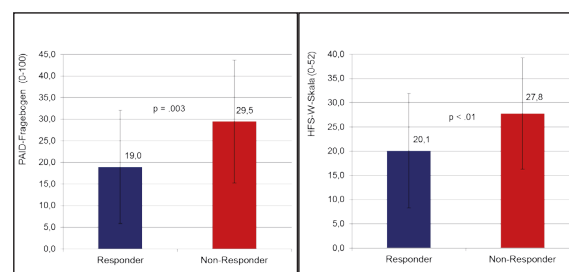 PAID-Fragebogen (0-100)
45,0
40,0
35,0
30,0
25,0
20,0
15,0
10,0
5,0
0,0
p = .003
19,0
29,5
Responder
Non-Responder
HFS-W-Skala (0-52)
40,0
35,0
30,0
25,0
20,0
15,0
10,0
5,0
0,0
p < .01
20,1
27,8
Responder
Non-Responder